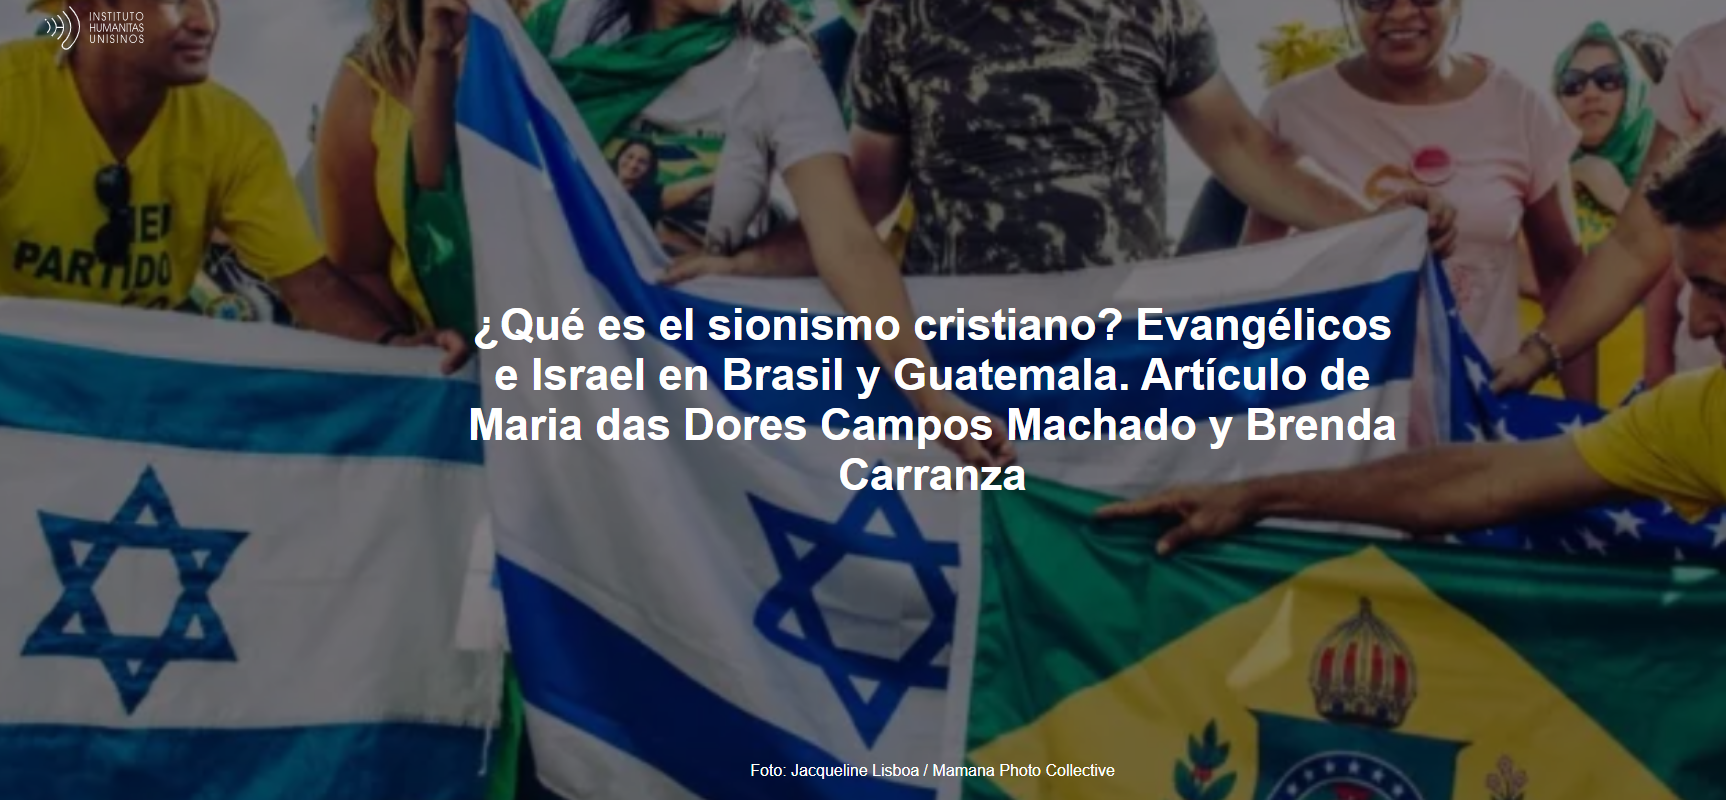 INSTITUTO
HUMANITAS
UNISINOS
PARTIDO
¿Qué es el sionismo cristiano? Evangélicos
e Israel en Brasil y Guatemala. Artículo de
Maria das Dores Campos Machado y Brenda
Carranza
Foto: Jacqueline Lisboa / Mamana Photo Collective